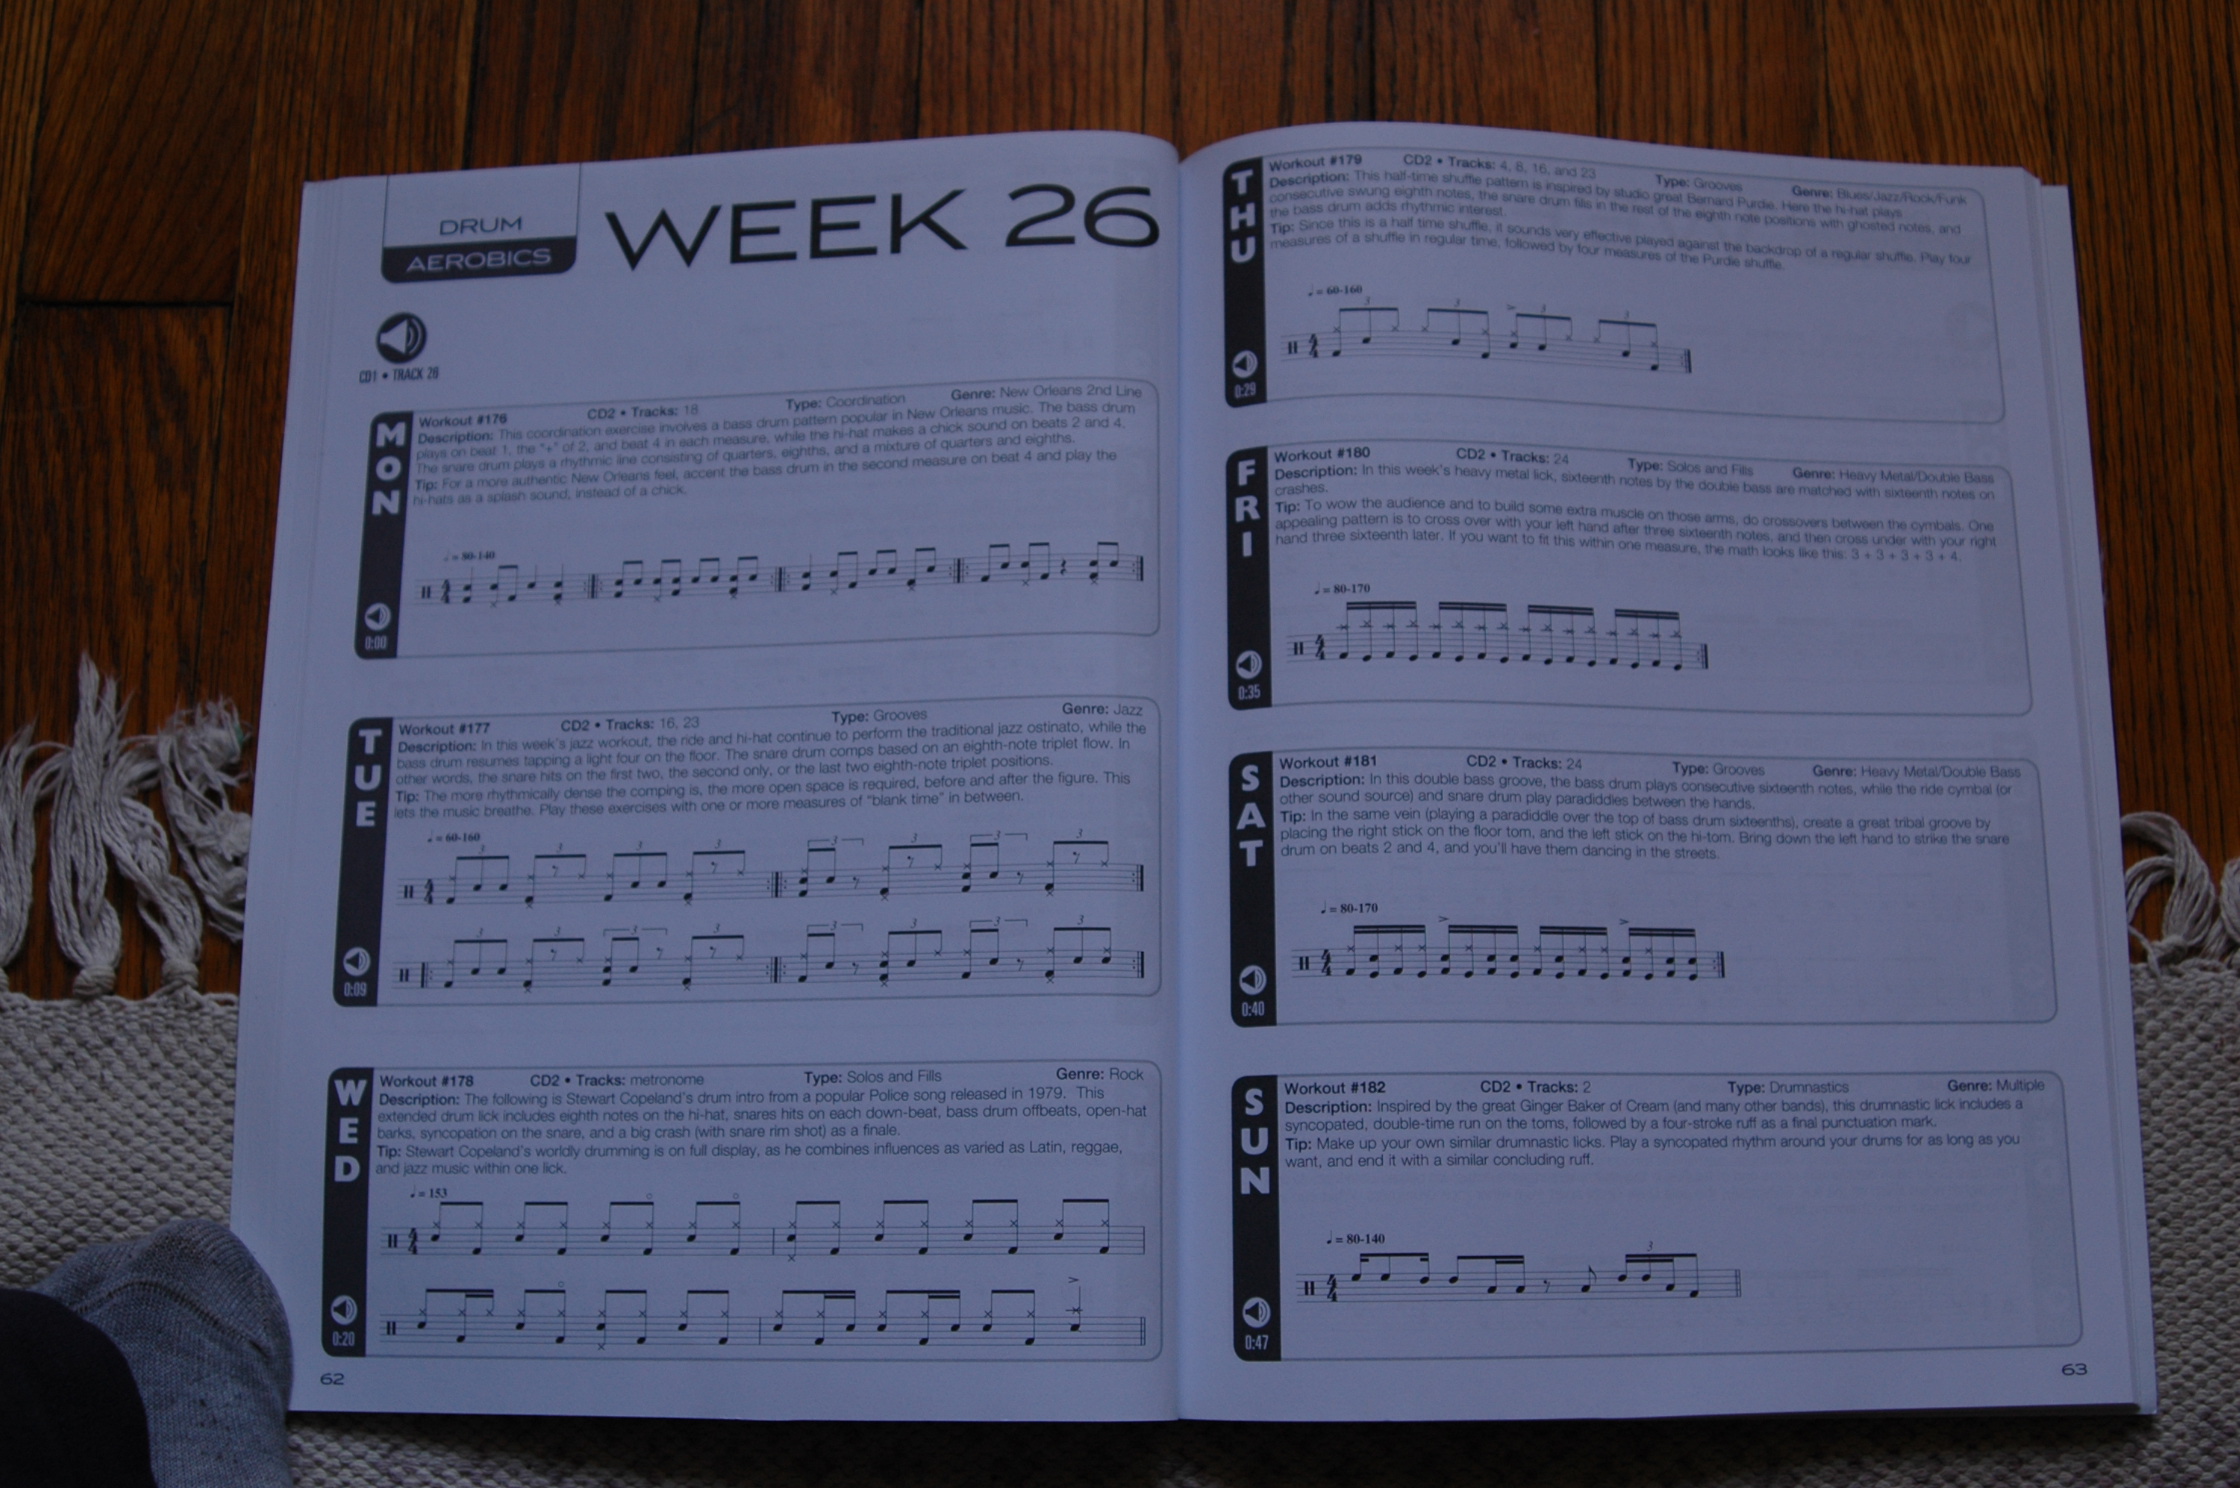 DRUM
AEROBICS
WEEK 26
CD1 • TRACK 26
MON
0:00
Workout #176 CD2 • Tracks: 18 Type: Coordination Genre: New Orleans 2nd Line
Description: This coordination exercise involves a bass drum pattern popular in New Orleans music. The bass drum
plays on beat 1, the "+" of 2, and beat 4 in each measure, while the hi-hat makes a chick sound on beats 2 and 4.
The snare drum plays a rhythmic line consisting of quarters, eighths, and a mixture of quarters and eighths.
Tip: For a more authentic New Orleans feel, accent the bass drum in the second measure on beat 4 and play the
hi-hats as a splash sound, instead of a chick.
♩ = 80-140
TUE
0:09
Workout #177 CD2 • Tracks: 16, 23 Type: Grooves Genre: Jazz
Description: In this week's jazz workout, the ride and hi-hat continue to perform the traditional jazz ostinato, while the
bass drum resumes tapping a light four on the floor. The snare drum comps based on an eighth-note triplet flow. In
other words, the snare hits on the first two, the second only, or the last two eighth-note triplet positions.
Tip: The more rhythmically dense the comping is, the more open space is required, before and after the figure. This
lets the music breathe. Play these exercises with one or more measures of "blank time" in between.
♩ = 60-160
3 3 3 3 3 3 3 3
3 3 3 3 3 3 3 3
WED
0:20
Workout #178 CD2 • Tracks: metronome Type: Solos and Fills Genre: Rock
Description: The following is Stewart Copeland's drum intro from a popular Police song released in 1979. This
extended drum lick includes eighth notes on the hi-hat, snares hits on each down-beat, bass drum offbeats, open-hat
barks, syncopation on the snare, and a big crash (with snare rim shot) as a finale.
Tip: Stewart Copeland's worldly drumming is on full display, as he combines influences as varied as Latin, reggae,
and jazz music within one lick.
♩ = 153
62
THU
0:29
Workout #179 CD2 • Tracks: 4, 8, 16, and 23 Type: Grooves Genre: Blues/Jazz/Rock/Funk
Description: This half-time shuffle pattern is inspired by studio great Bernard Purdie. Here the hi-hat plays
consecutive swung eighth notes, the snare drum fills in the rest of the eighth note positions with ghosted notes, and
the bass drum adds rhythmic interest.
Tip: Since this is a half time shuffle, it sounds very effective played against the backdrop of a regular shuffle. Play four
measures of a shuffle in regular time, followed by four measures of the Purdie shuffle.
♩ = 60-160
3 3 3 3
FRI
0:35
Workout #180 CD2 • Tracks: 24 Type: Solos and Fills Genre: Heavy Metal/Double Bass
Description: In this week's heavy metal lick, sixteenth notes by the double bass are matched with sixteenth notes on
crashes.
Tip: To wow the audience and to build some extra muscle on those arms, do crossovers between the cymbals. One
appealing pattern is to cross over with your left hand after three sixteenth notes, and then cross under with your right
hand three sixteenth later. If you want to fit this within one measure, the math looks like this: 3 + 3 + 3 + 3 + 4.
♩ = 80-170
SAT
0:40
Workout #181 CD2 • Tracks: 24 Type: Grooves Genre: Heavy Metal/Double Bass
Description: In this double bass groove, the bass drum plays consecutive sixteenth notes, while the ride cymbal (or
other sound source) and snare drum play paradiddles between the hands.
Tip: In the same vein (playing a paradiddle over the top of bass drum sixteenths), create a great tribal groove by
placing the right stick on the floor tom, and the left stick on the hi-tom. Bring down the left hand to strike the snare
drum on beats 2 and 4, and you'll have them dancing in the streets.
♩ = 80-170
SUN
0:47
Workout #182 CD2 • Tracks: 2 Type: Drumnastics Genre: Multiple
Description: Inspired by the great Ginger Baker of Cream (and many other bands), this drumnastic lick includes a
syncopated, double-time run on the toms, followed by a four-stroke ruff as a final punctuation mark.
Tip: Make up your own similar drumnastic licks. Play a syncopated rhythm around your drums for as long as you
want, and end it with a similar concluding ruff.
♩ = 80-140
3
63